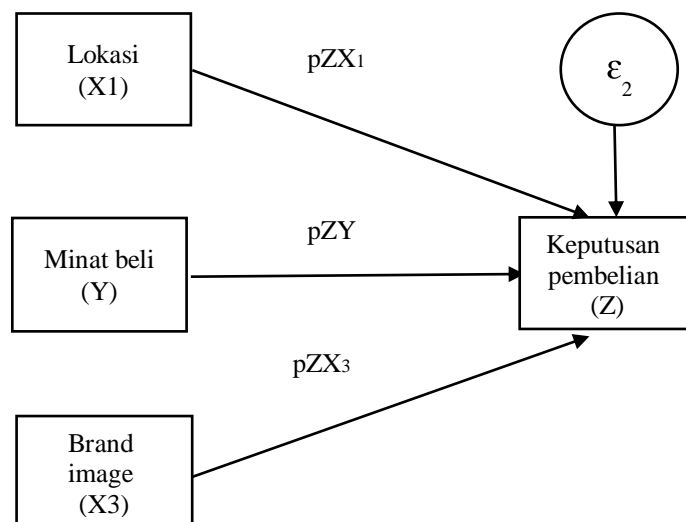 Lokasi
(X1)
pZX1
ε2
Minat beli
(Y)
pZY
Keputusan
pembelian
(Z)
pZX3
Brand
image
(X3)